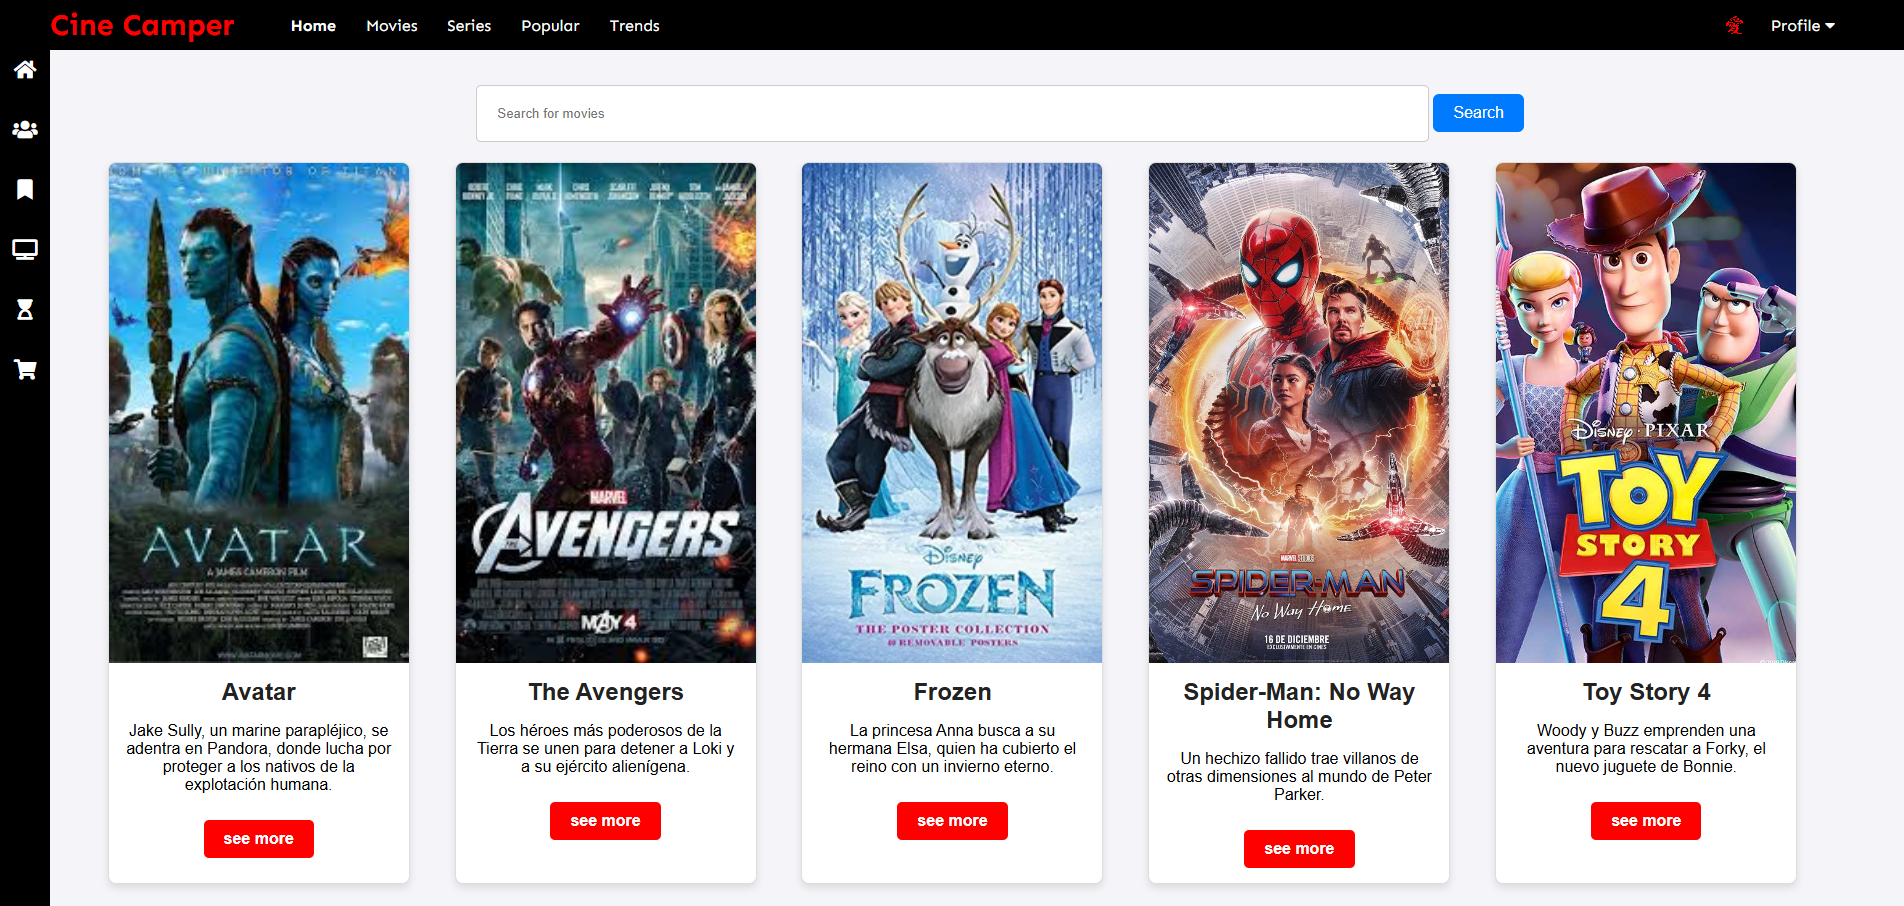 Cine Camper
Home
Movies
Series
Popular
Trends
Profile
Search for movies
Search
AVATAR
A JAMES CAMERON FILM
MARVEL
THE AVENGERS
MAY 4
DISNEY
FROZEN
THE POSTER COLLECTION
40 REMOVABLE POSTERS
MARVEL STUDIOS
SPIDER-MAN
NO WAY HOME
16 DE DICIEMBRE
EXCLUSIVAMENTE EN CINES
DISNEY · PIXAR
TOY
STORY
4
Avatar
Jake Sully, un marine parapléjico, se
adentra en Pandora, donde lucha por
proteger a los nativos de la
explotación humana.
see more
The Avengers
Los héroes más poderosos de la
Tierra se unen para detener a Loki y
a su ejército alienígena.
see more
Frozen
La princesa Anna busca a su
hermana Elsa, quien ha cubierto el
reino con un invierno eterno.
see more
Spider-Man: No Way
Home
Un hechizo fallido trae villanos de
otras dimensiones al mundo de Peter
Parker.
see more
Toy Story 4
Woody y Buzz emprenden una
aventura para rescatar a Forky, el
nuevo juguete de Bonnie.
see more